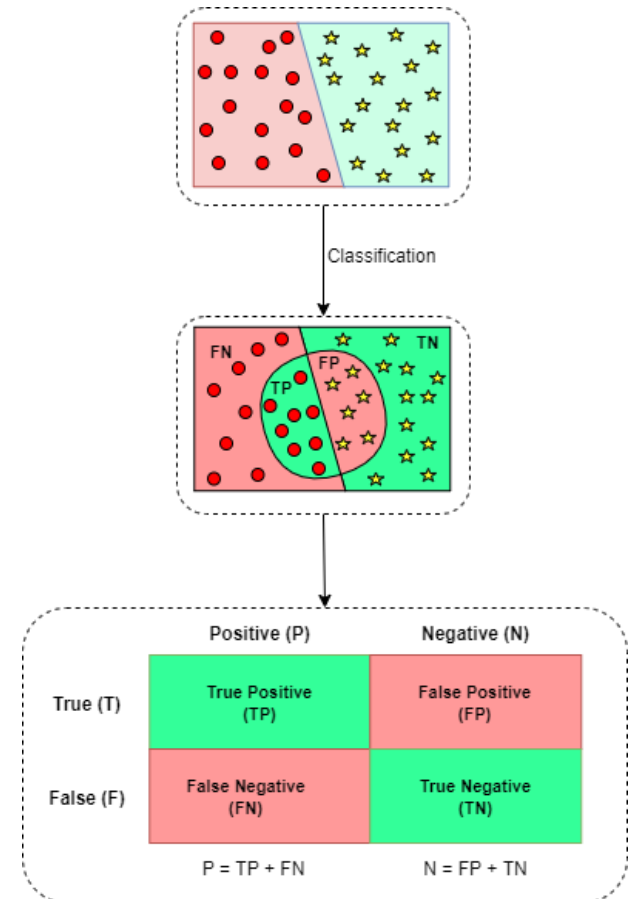 Classification
FN
TP
FP
TN
Positive (P)
Negative (N)
True (T)
True Positive
(TP)
False Positive
(FP)
False (F)
False Negative
(FN)
True Negative
(TN)
P = TP + FN
N = FP + TN